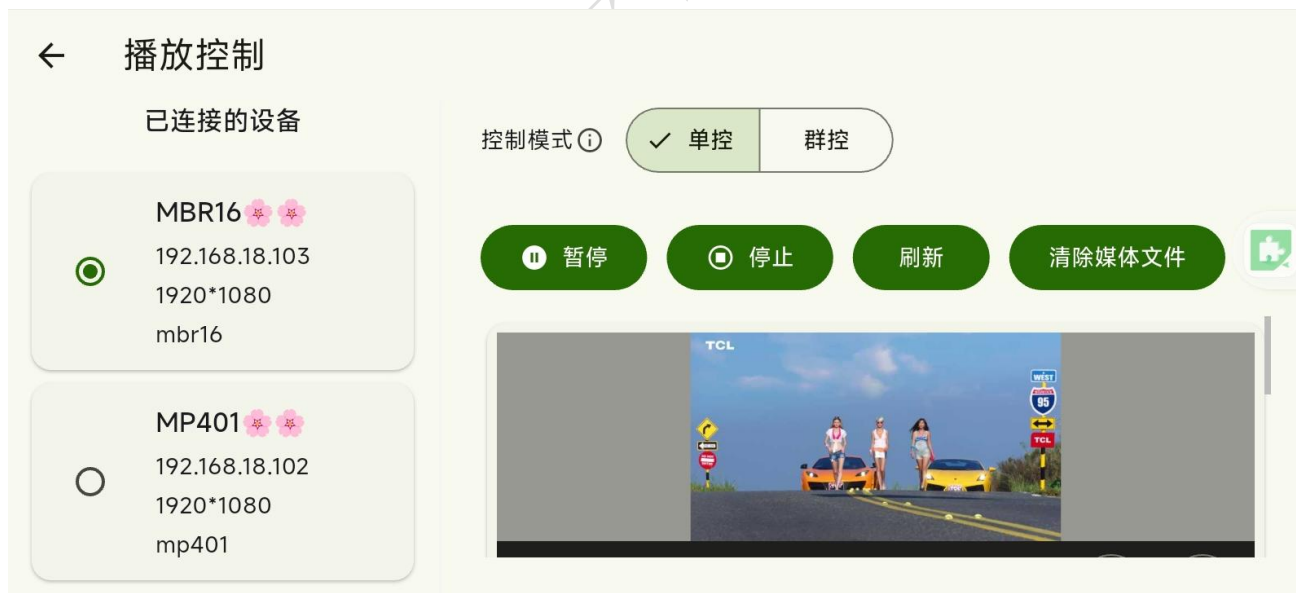 播放控制
已连接的设备
MBR16🌸🌸
192.168.18.103
1920*1080
mbr16
MP401🌸🌸
192.168.18.102
1920*1080
mp401
控制模式 单控 群控
暂停 停止 刷新 清除媒体文件
TCL
WEST
95
TCL